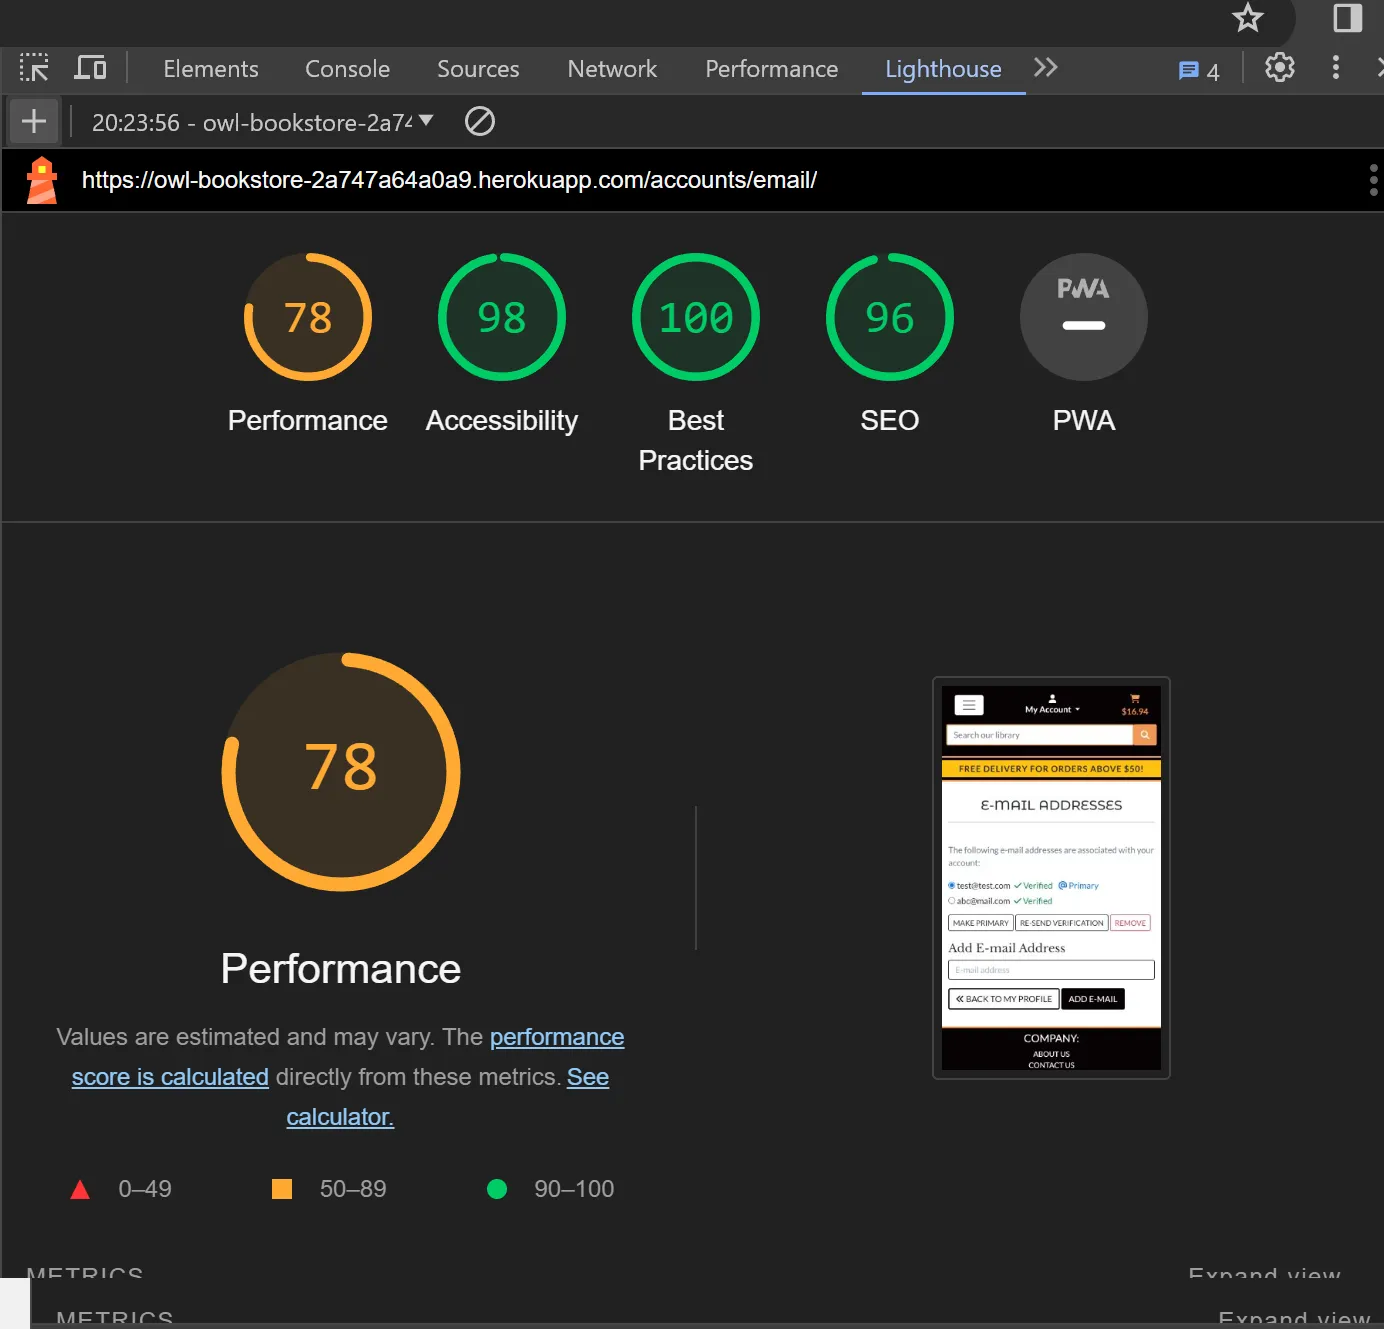 Elements Console Sources Network Performance Lighthouse 4
20:23:56 - owl-bookstore-2a74
https://owl-bookstore-2a747a64a0a9.herokuapp.com/accounts/email/
78 98 100 96 PWA
Performance Accessibility Best Practices SEO PWA
78
Performance
Values are estimated and may vary. The performance
score is calculated directly from these metrics. See
calculator.
0–49 50–89 90–100
My Account $16.94
Search our library
FREE DELIVERY FOR ORDERS ABOVE $50!
E-MAIL ADDRESSES
The following e-mail addresses are associated with your
account:
test@test.com Verified Primary
abc@mail.com Verified
MAKE PRIMARY RE-SEND VERIFICATION REMOVE
Add E-mail Address
E-mail address
BACK TO MY PROFILE ADD E-MAIL
COMPANY:
ABOUT US
CONTACT US
METRICS Expand view
METRICS Expand view